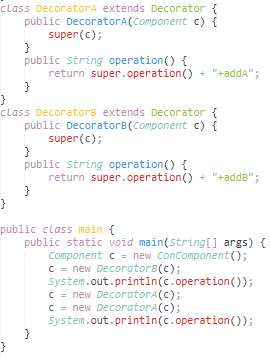 class DecoratorA extends Decorator {
    public DecoratorA(Component c) {
        super(c);
    }
    public String operation() {
        return super.operation() + "+addA";
    }
}
class DecoratorB extends Decorator {
    public DecoratorB(Component c) {
        super(c);
    }
    public String operation() {
        return super.operation() + "+addB";
    }
}

public class main {
    public static void main(String[] args) {
        Component c = new ConComponent();
        c = new DecoratorB(c);
        System.out.println(c.operation());
        c = new DecoratorA(c);
        c = new DecoratorA(c);
        System.out.println(c.operation());
    }
}